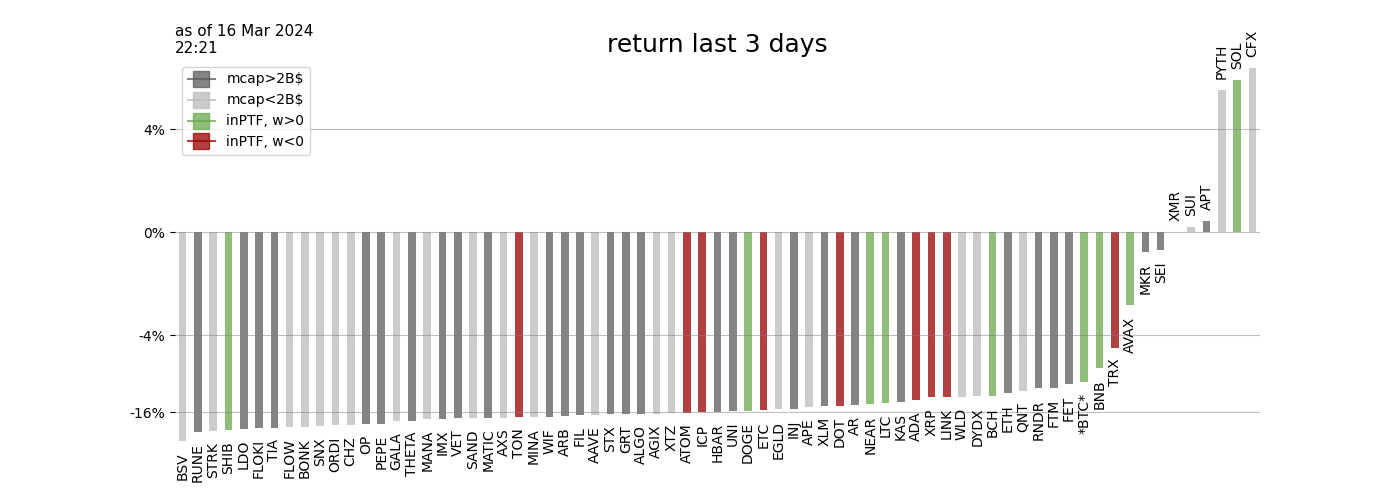 as of 16 Mar 2024
22:21
return last 3 days
mcap>2B$
mcap<2B$
inPTF, w>0
inPTF, w<0
4%
0%
-4%
-16%
BSV
RUNE
STRK
SHIB
LDO
FLOKI
TIA
FLOW
BONK
SNX
ORDI
CHZ
OP
PEPE
GALA
THETA
MANA
IMX
VET
SAND
MATIC
AXS
TON
MINA
WIF
ARB
FIL
AAVE
STX
GRT
ALGO
AGIX
XTZ
ATOM
ICP
HBAR
UNI
DOGE
ETC
EGLD
INJ
APE
XLM
DOT
AR
NEAR
LTC
KAS
ADA
XRP
LINK
WLD
DYDX
BCH
ETH
QNT
RNDR
FTM
FET
*BTC*
BNB
TRX
AVAX
MKR
SEI
XMR
SUI
APT
PYTH
SOL
CFX